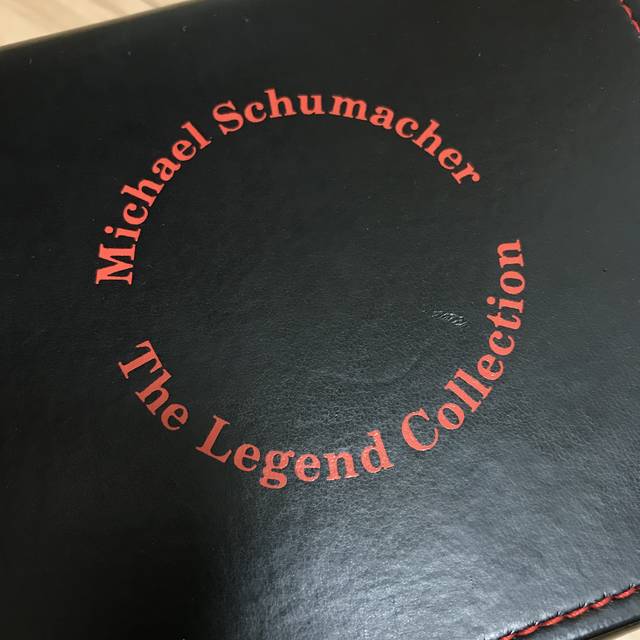 Michael Schumacher
The Legend Collection